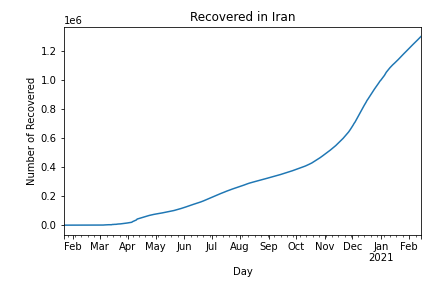 Recovered in Iran
1e6
1.2
1.0
0.8
0.6
0.4
0.2
0.0
Number of Recovered
Feb Mar Apr May Jun Jul Aug Sep Oct Nov Dec Jan Feb
2021
Day